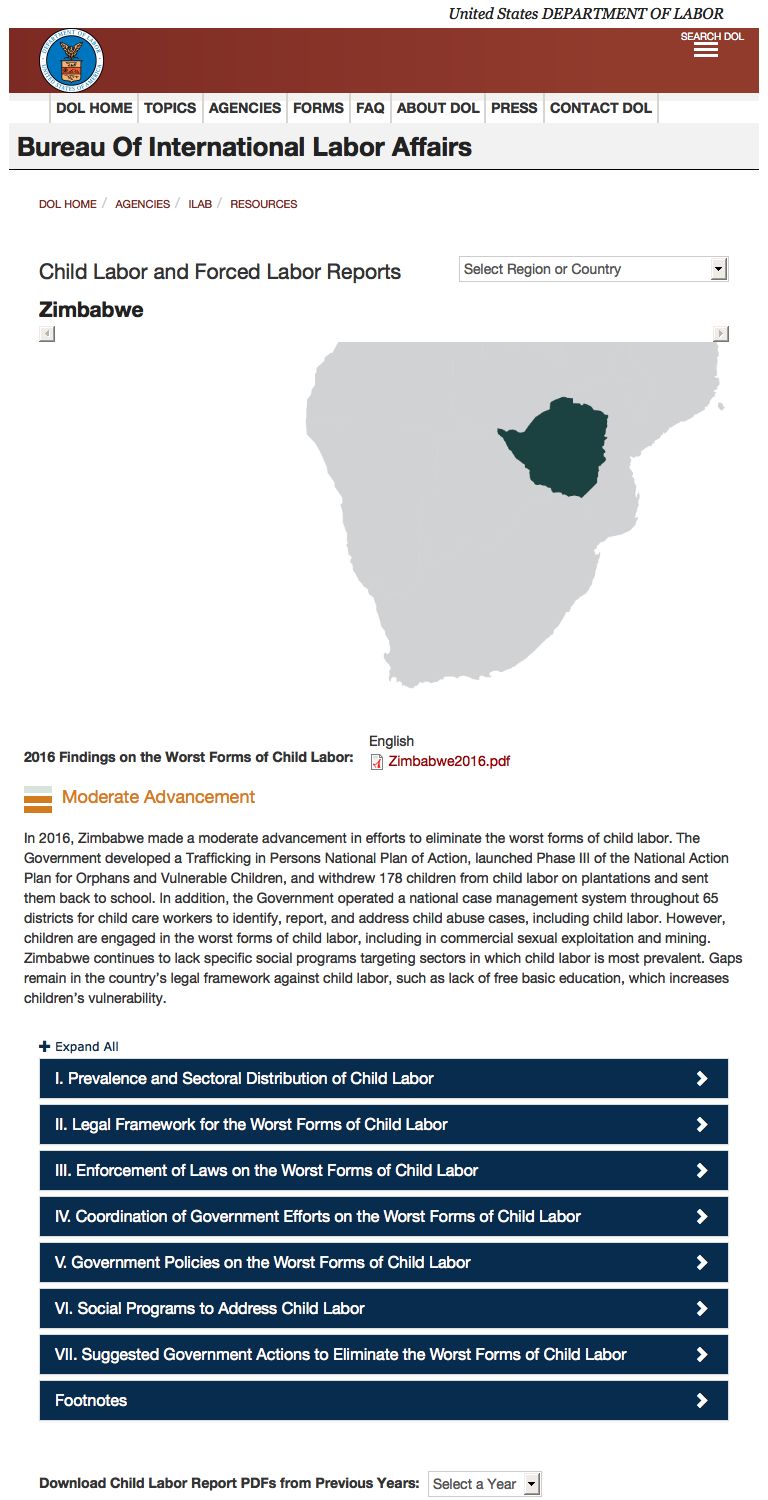 United States DEPARTMENT OF LABOR
SEARCH DOL
DOL HOME TOPICS AGENCIES FORMS FAQ ABOUT DOL PRESS CONTACT DOL
Bureau Of International Labor Affairs
DOL HOME / AGENCIES / ILAB / RESOURCES
Child Labor and Forced Labor Reports
Select Region or Country
Zimbabwe
English
2016 Findings on the Worst Forms of Child Labor:
Zimbabwe2016.pdf
Moderate Advancement
In 2016, Zimbabwe made a moderate advancement in efforts to eliminate the worst forms of child labor. The
Government developed a Trafficking in Persons National Plan of Action, launched Phase III of the National Action
Plan for Orphans and Vulnerable Children, and withdrew 178 children from child labor on plantations and sent
them back to school. In addition, the Government operated a national case management system throughout 65
districts for child care workers to identify, report, and address child abuse cases, including child labor. However,
children are engaged in the worst forms of child labor, including in commercial sexual exploitation and mining.
Zimbabwe continues to lack specific social programs targeting sectors in which child labor is most prevalent. Gaps
remain in the country’s legal framework against child labor, such as lack of free basic education, which increases
children’s vulnerability.
Expand All
I. Prevalence and Sectoral Distribution of Child Labor
II. Legal Framework for the Worst Forms of Child Labor
III. Enforcement of Laws on the Worst Forms of Child Labor
IV. Coordination of Government Efforts on the Worst Forms of Child Labor
V. Government Policies on the Worst Forms of Child Labor
VI. Social Programs to Address Child Labor
VII. Suggested Government Actions to Eliminate the Worst Forms of Child Labor
Footnotes
Download Child Labor Report PDFs from Previous Years: Select a Year